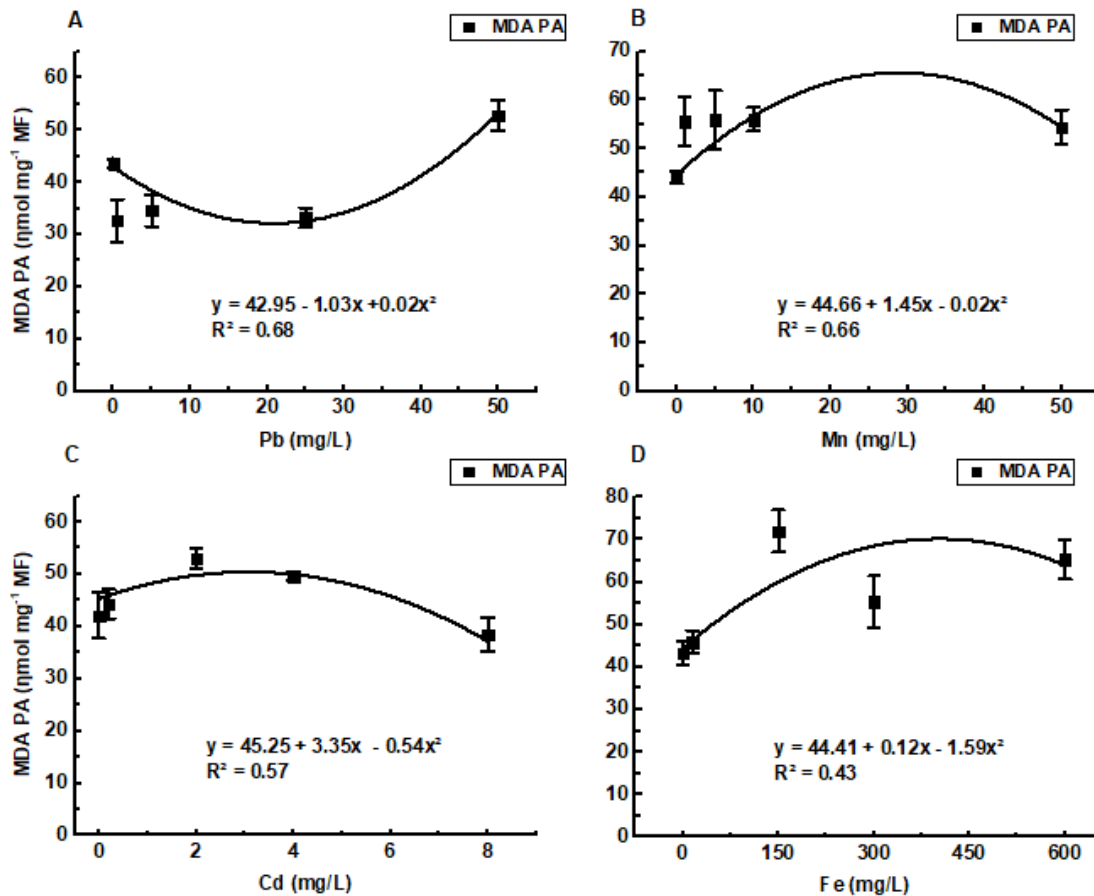 A
MDA PA
MDA PA (ηmol mg⁻¹ MF)
60
50
40
30
20
10
0
y = 42.95 - 1.03x +0.02x²
R² = 0.68
0 10 20 30 40 50
Pb (mg/L)
B
MDA PA
70
60
50
40
30
20
10
0
y = 44.66 + 1.45x - 0.02x²
R² = 0.66
0 10 20 30 40 50
Mn (mg/L)
C
MDA PA
MDA PA (ηmol mg⁻¹ MF)
60
50
40
30
20
10
0
y = 45.25 + 3.35x - 0.54x²
R² = 0.57
0 2 4 6 8
Cd (mg/L)
D
MDA PA
80
70
60
50
40
30
20
10
0
y = 44.41 + 0.12x - 1.59x²
R² = 0.43
0 150 300 450 600
Fe (mg/L)